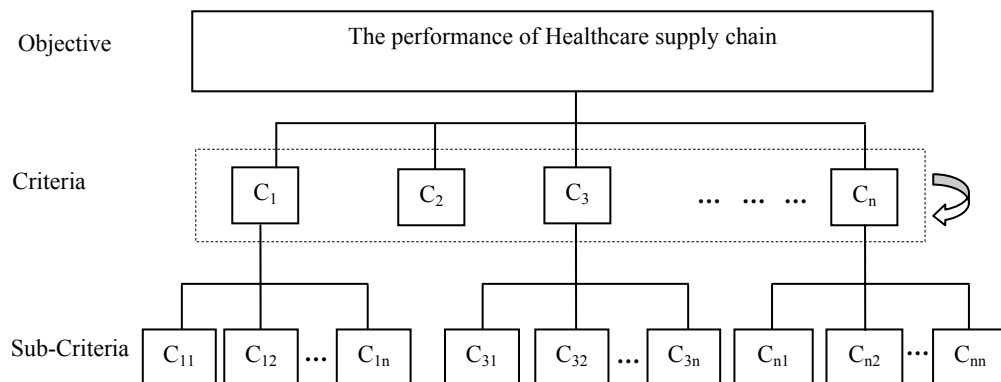 Objective
The performance of Healthcare supply chain
Criteria
C₁ C₂ C₃ ... ... ... Cₙ
Sub-Criteria
C₁₁ C₁₂ ... C₁ₙ C₃₁ C₃₂ ... C₃ₙ Cₙ₁ Cₙ₂ ... Cₙₙ